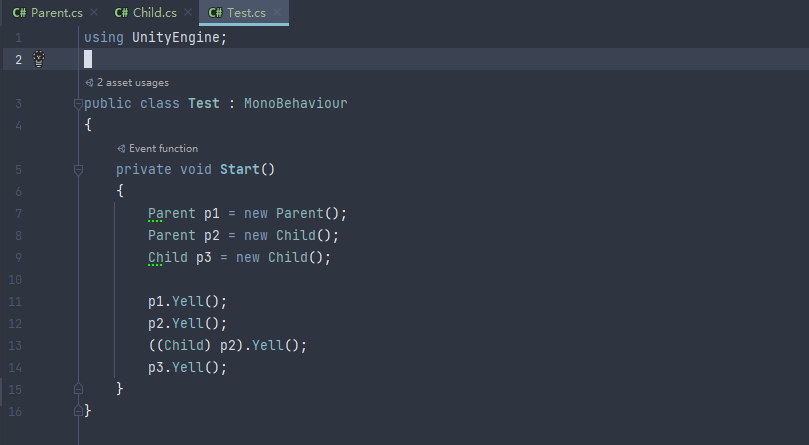 C# Parent.cs × C# Child.cs × C# Test.cs ×
1 using UnityEngine;
2
2 asset usages
3 public class Test : MonoBehaviour
4 {
Event function
5 private void Start()
6 {
7 Parent p1 = new Parent();
8 Parent p2 = new Child();
9 Child p3 = new Child();
10
11 p1.Yell();
12 p2.Yell();
13 ((Child) p2).Yell();
14 p3.Yell();
15 }
16 }